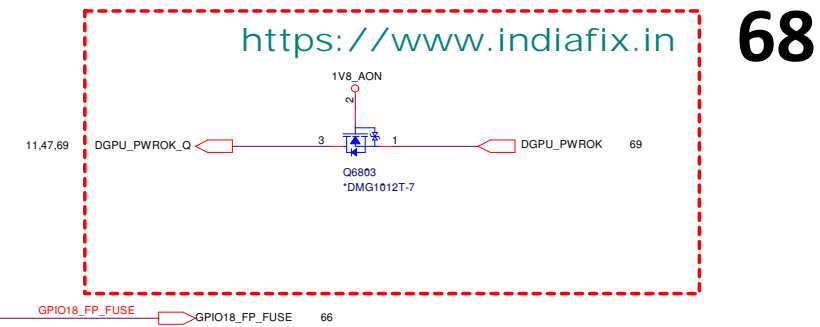 https://www.indiafix.in
68
1V8_AON
2
11,47,69 DGPU_PWROK_Q 3 1 DGPU_PWROK 69
Q6803
*DMG1012T-7
GPIO18_FP_FUSE GPIO18_FP_FUSE 66